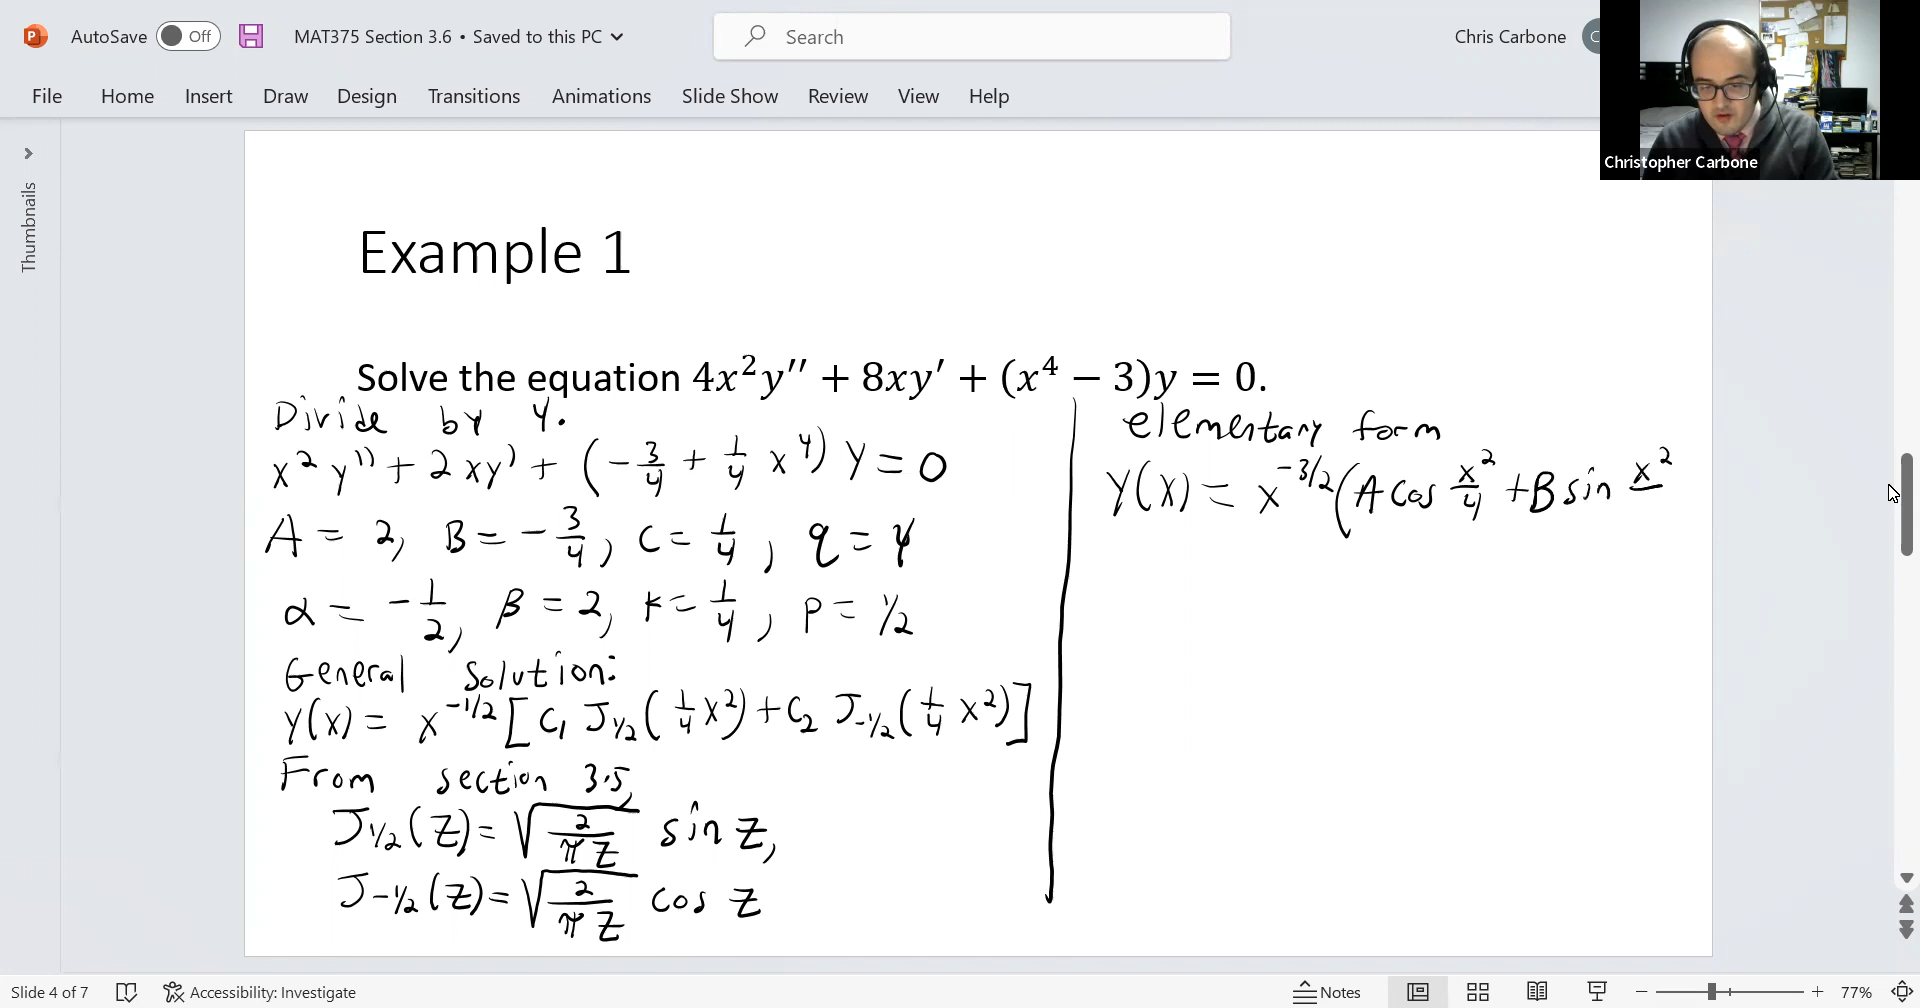 AutoSave Off MAT375 Section 3.6 • Saved to this PC Search Chris Carbone C
File Home Insert Draw Design Transitions Animations Slide Show Review View Help
Christopher Carbone
Thumbnails
Example 1
Solve the equation 4x²y′′ + 8xy′ + (x⁴ − 3)y = 0.
Divide by 4.
x² y'' + 2xy' + (-3/4 + 1/4 x⁴) y = 0
A = 2, B = -3/4, C = 1/4, q = 4
α = -1/2, β = 2, k = 1/4, p = 1/2
General solution:
y(x) = x^(-1/2) [C₁ J_(1/2)(1/4 x²) + C₂ J_(-1/2)(1/4 x²)]
From section 3.5,
J_(1/2)(z) = √(2/(πz)) sin z,
J_(-1/2)(z) = √(2/(πz)) cos z
elementary form
y(x) = x^(-3/2) (A cos x²/4 + B sin x²
Slide 4 of 7 Accessibility: Investigate Notes 77%